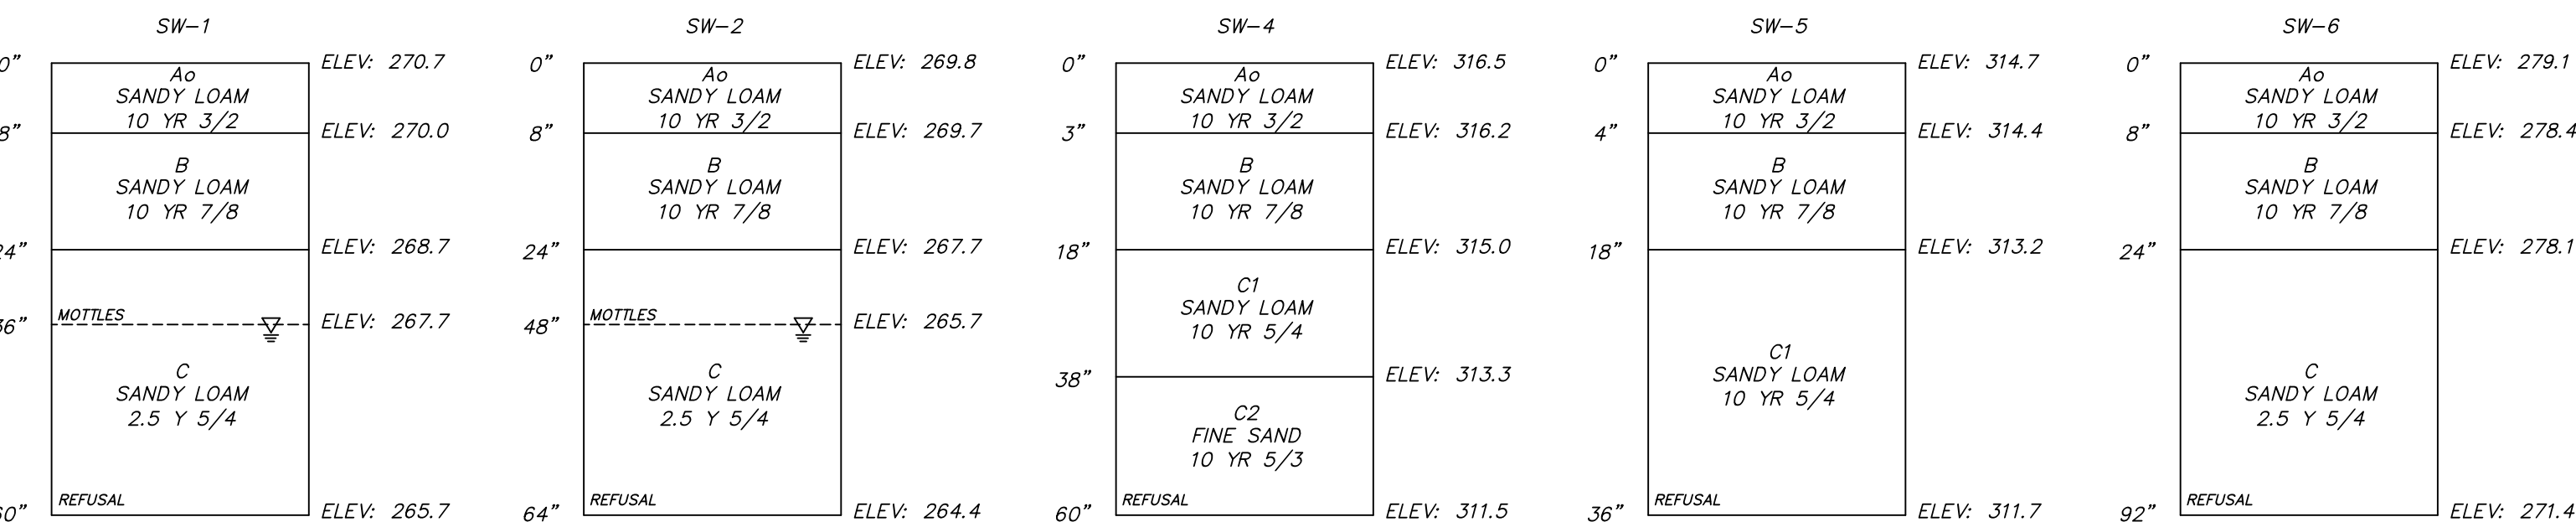 SW-1
0”
Ao
SANDY LOAM
10 YR 3/2
ELEV: 270.7
8”
ELEV: 270.0
B
SANDY LOAM
10 YR 7/8
24”
ELEV: 268.7
MOTTLES
36”
ELEV: 267.7
C
SANDY LOAM
2.5 Y 5/4
REFUSAL
60”
ELEV: 265.7
SW-2
0”
Ao
SANDY LOAM
10 YR 3/2
ELEV: 269.8
8”
ELEV: 269.7
B
SANDY LOAM
10 YR 7/8
24”
ELEV: 267.7
MOTTLES
48”
ELEV: 265.7
C
SANDY LOAM
2.5 Y 5/4
REFUSAL
64”
ELEV: 264.4
SW-4
0”
Ao
SANDY LOAM
10 YR 3/2
ELEV: 316.5
3”
ELEV: 316.2
B
SANDY LOAM
10 YR 7/8
18”
ELEV: 315.0
C1
SANDY LOAM
10 YR 5/4
38”
ELEV: 313.3
C2
FINE SAND
10 YR 5/3
REFUSAL
60”
ELEV: 311.5
SW-5
0”
Ao
SANDY LOAM
10 YR 3/2
ELEV: 314.7
4”
ELEV: 314.4
B
SANDY LOAM
10 YR 7/8
18”
ELEV: 313.2
C1
SANDY LOAM
10 YR 5/4
REFUSAL
36”
ELEV: 311.7
SW-6
0”
Ao
SANDY LOAM
10 YR 3/2
ELEV: 279.1
8”
ELEV: 278.4
B
SANDY LOAM
10 YR 7/8
24”
ELEV: 278.1
C
SANDY LOAM
2.5 Y 5/4
REFUSAL
92”
ELEV: 271.4